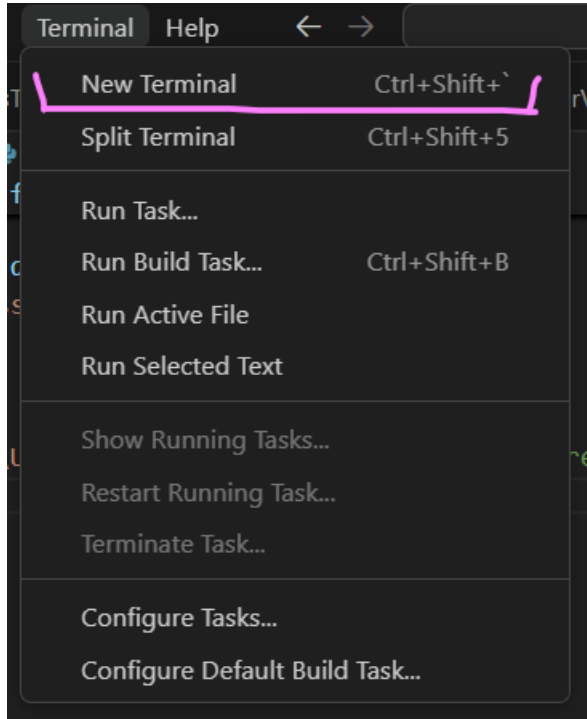 Terminal Help
New Terminal Ctrl+Shift+`
Split Terminal Ctrl+Shift+5
Run Task...
Run Build Task... Ctrl+Shift+B
Run Active File
Run Selected Text
Show Running Tasks...
Restart Running Task...
Terminate Task...
Configure Tasks...
Configure Default Build Task...